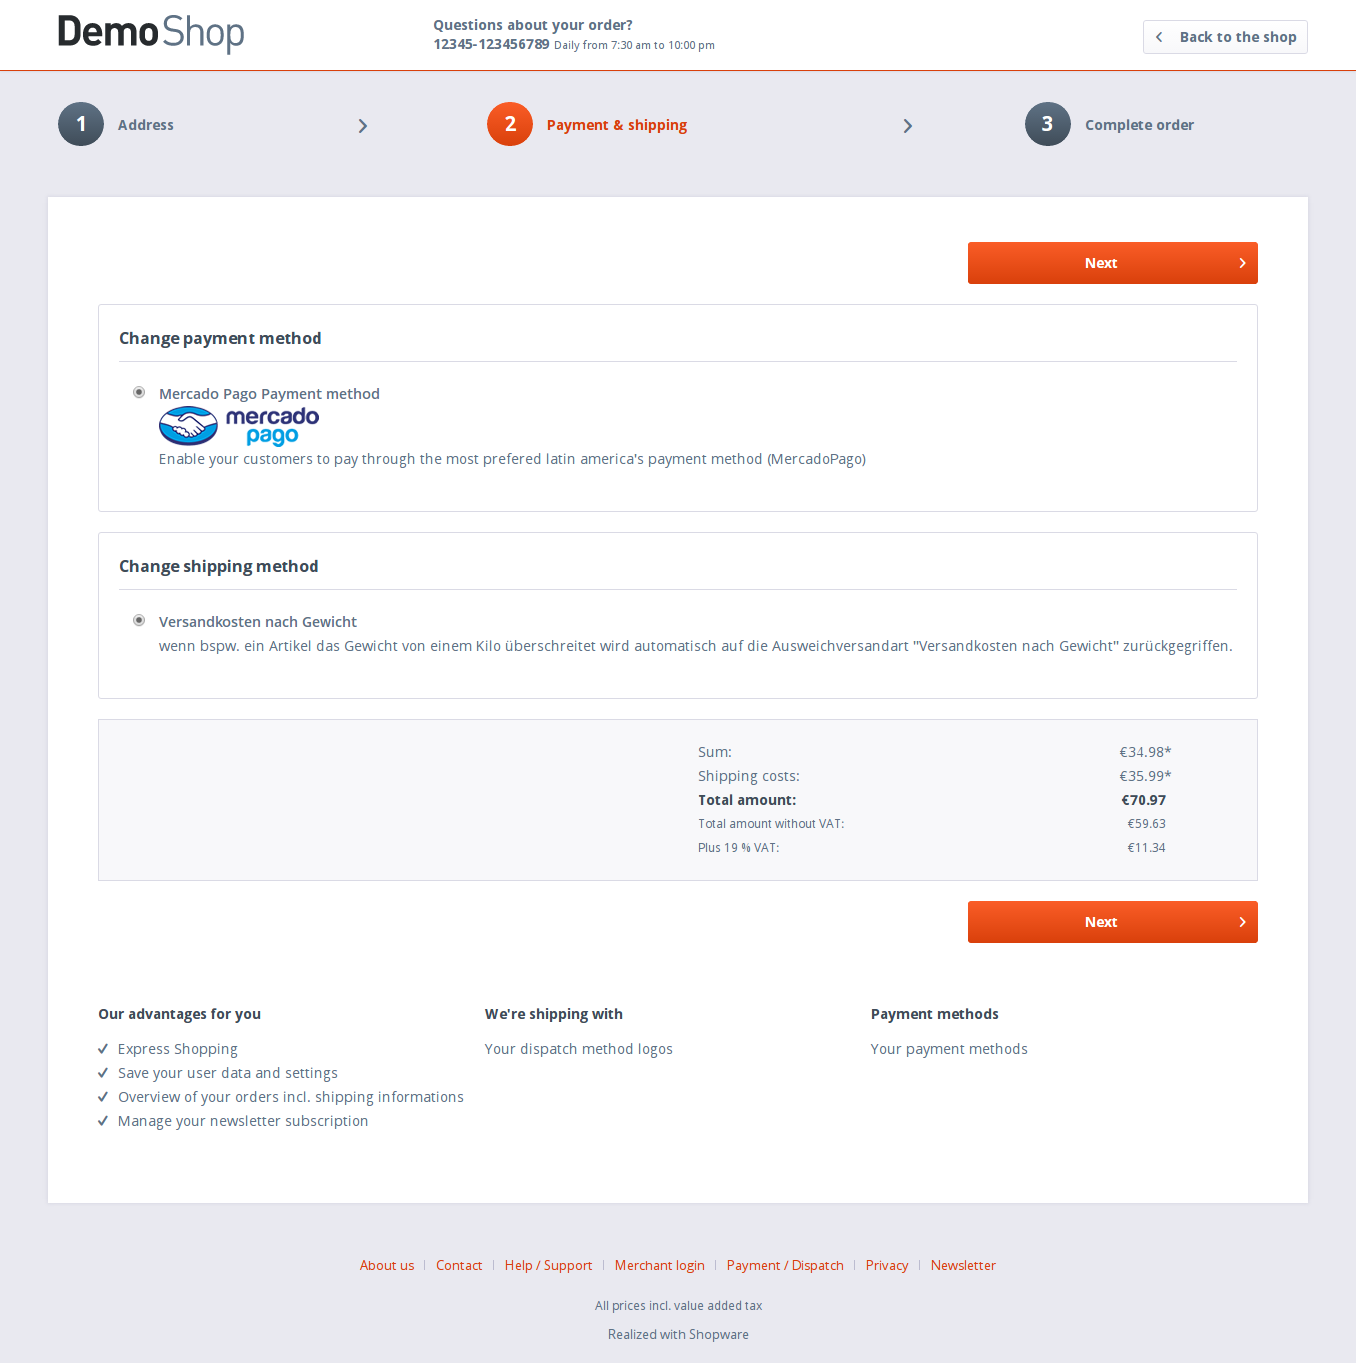 DemoShop
Questions about your order?
12345-123456789 Daily from 7:30 am to 10:00 pm
Back to the shop
1 Address
2 Payment & shipping
3 Complete order
Next
Change payment method
Mercado Pago Payment method
mercado
pago
Enable your customers to pay through the most prefered latin america's payment method (MercadoPago)
Change shipping method
Versandkosten nach Gewicht
wenn bspw. ein Artikel das Gewicht von einem Kilo überschreitet wird automatisch auf die Ausweichversandart "Versandkosten nach Gewicht" zurückgegriffen.
Sum: €34.98*
Shipping costs: €35.99*
Total amount: €70.97
Total amount without VAT: €59.63
Plus 19 % VAT: €11.34
Next
Our advantages for you
Express Shopping
Save your user data and settings
Overview of your orders incl. shipping informations
Manage your newsletter subscription
We're shipping with
Your dispatch method logos
Payment methods
Your payment methods
About us | Contact | Help / Support | Merchant login | Payment / Dispatch | Privacy | Newsletter
All prices incl. value added tax
Realized with Shopware